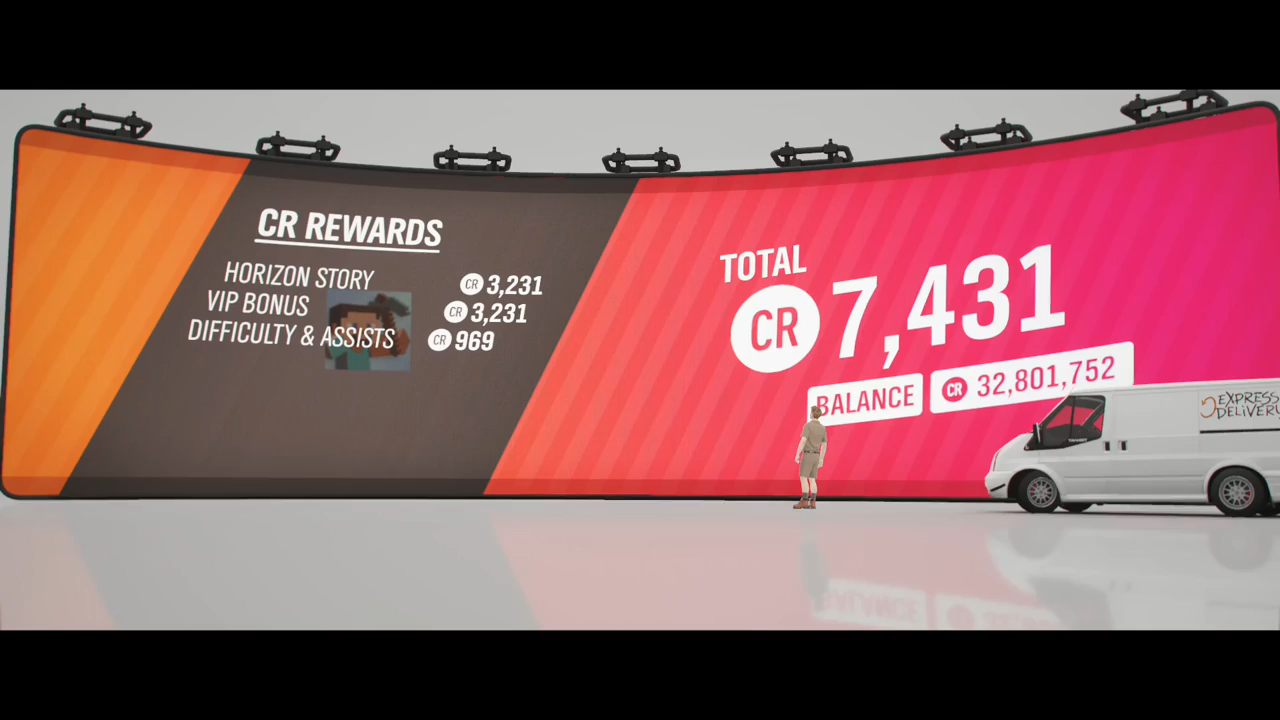 CR REWARDS
HORIZON STORY CR 3,231
VIP BONUS CR 3,231
DIFFICULTY & ASSISTS CR 969
TOTAL
CR 7,431
BALANCE CR 32,801,752
EXPRESS
DELIVERY